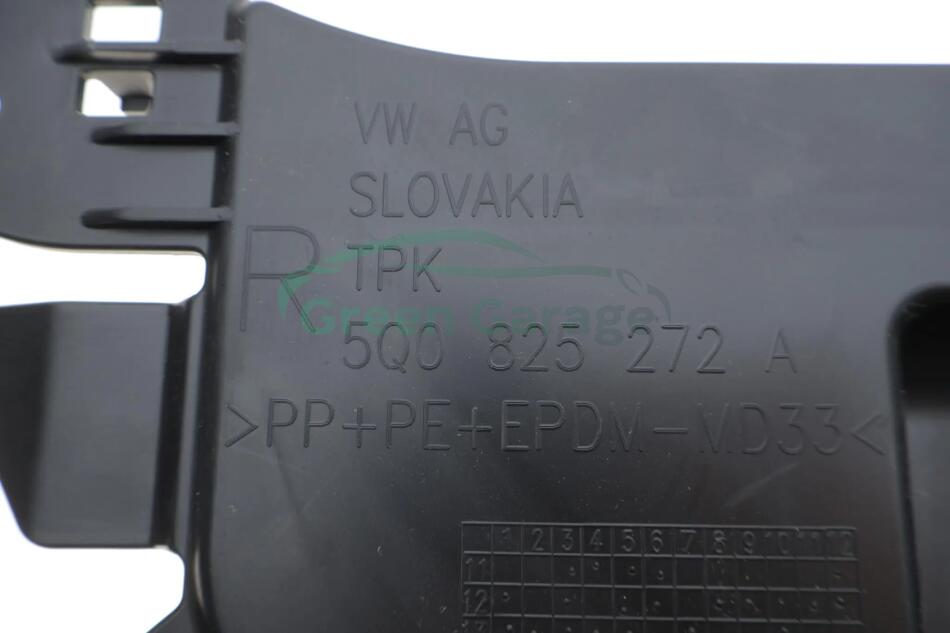 VW AG
SLOVAKIA
R TPK
Green Garage
5Q0 825 272 A
>PP+PE+EPDM-MD33<
1 2 3 4 5 6 7 8 9 10 11 12
11
12